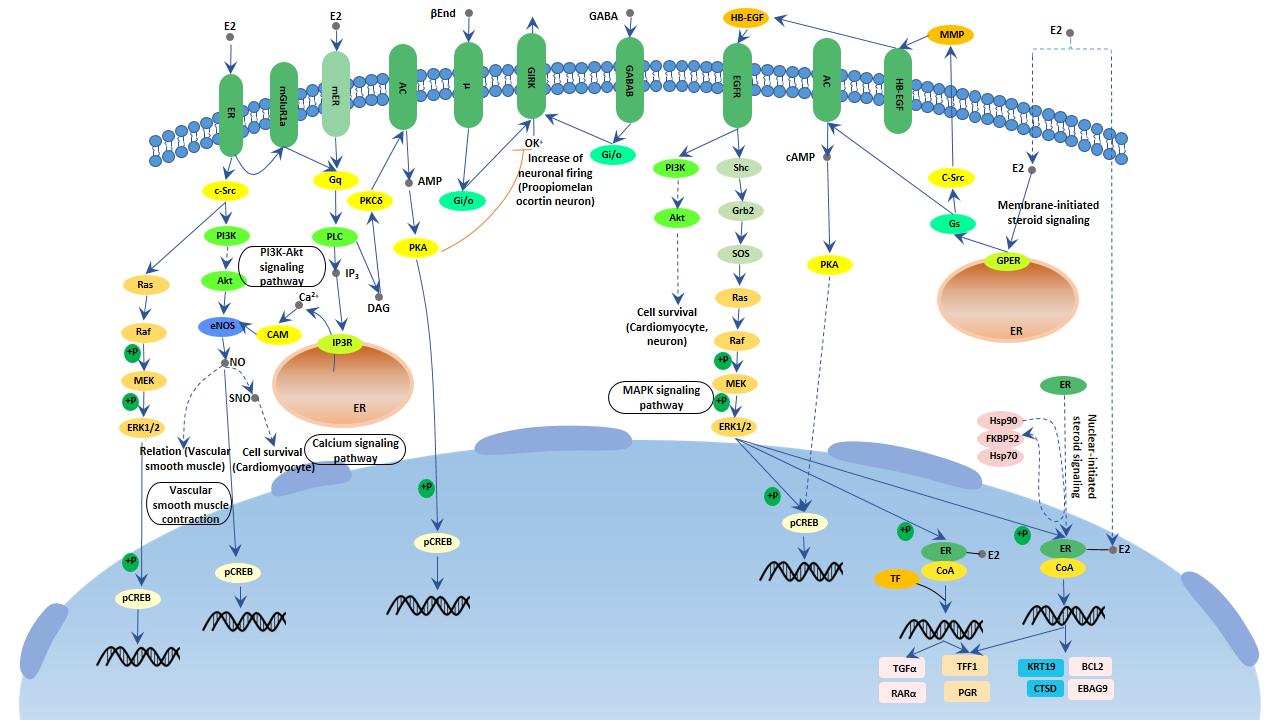 E2
E2
βEnd
GABA
HB-EGF
MMP
E2
ER
mGluR1a
mER
AC
μ
GIRK
GABAB
EGFR
AC
HB-EGF
OK+
Increase of
neuronal firing
(Proopiomelan
ocortin neuron)
Gi/o
PI3K
Shc
cAMP
E2
c-Src
Gq
PKCδ
AMP
Gi/o
Akt
Grb2
C-Src
Membrane-initiated
steroid signaling
Gs
PI3K
PLC
PKA
SOS
PKA
GPER
ER
PI3K-Akt
signaling
pathway
Ras
Akt
IP3
DAG
Ca2+
Ras
Cell survival
(Cardiomyocyte,
neuron)
Raf
eNOS
CAM
IP3R
ER
Raf
+P
NO
+P
MEK
SNO
MEK
MAPK signaling
pathway
+P
+P
ERK1/2
ERK1/2
ER
Hsp90
FKBP52
Hsp70
Nuclear-initiated
steroid signaling
Relation (Vascular
smooth muscle)
Cell survival
(Cardiomyocyte)
Calcium signaling
pathway
Vascular
smooth muscle
contraction
+P
+P
pCREB
pCREB
+P
+P
ER
E2
CoA
TF
ER
E2
CoA
+P
pCREB
pCREB
TGFα
TFF1
KRT19
BCL2
RARα
PGR
CTSD
EBAG9